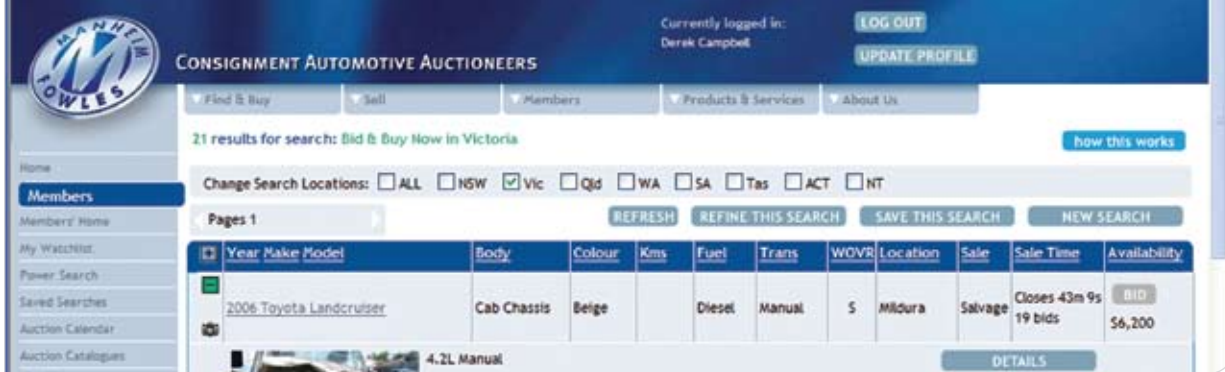 MANHEIM
FOWLES
CONSIGNMENT AUTOMOTIVE AUCTIONEERS
Currently logged in:
Derek Campbell
LOG OUT
UPDATE PROFILE
Find & Buy Sell Members Products & Services About Us
21 results for search: Bid & Buy Now in Victoria
how this works
Change Search Locations: ALL NSW Vic Qld WA SA Tas ACT NT
Pages 1
REFRESH REFINE THIS SEARCH SAVE THIS SEARCH NEW SEARCH
Home
Members
Members' Home
My Watchlist
Power Search
Saved Searches
Auction Calendar
Auction Catalogues
Year Make Model Body Colour Kms Fuel Trans WOVR Location Sale Sale Time Availability
2006 Toyota Landcruiser Cab Chassis Beige Diesel Manual S Mildura Salvage Closes 43m 9s BID
19 bids $6,200
4.2L Manual DETAILS